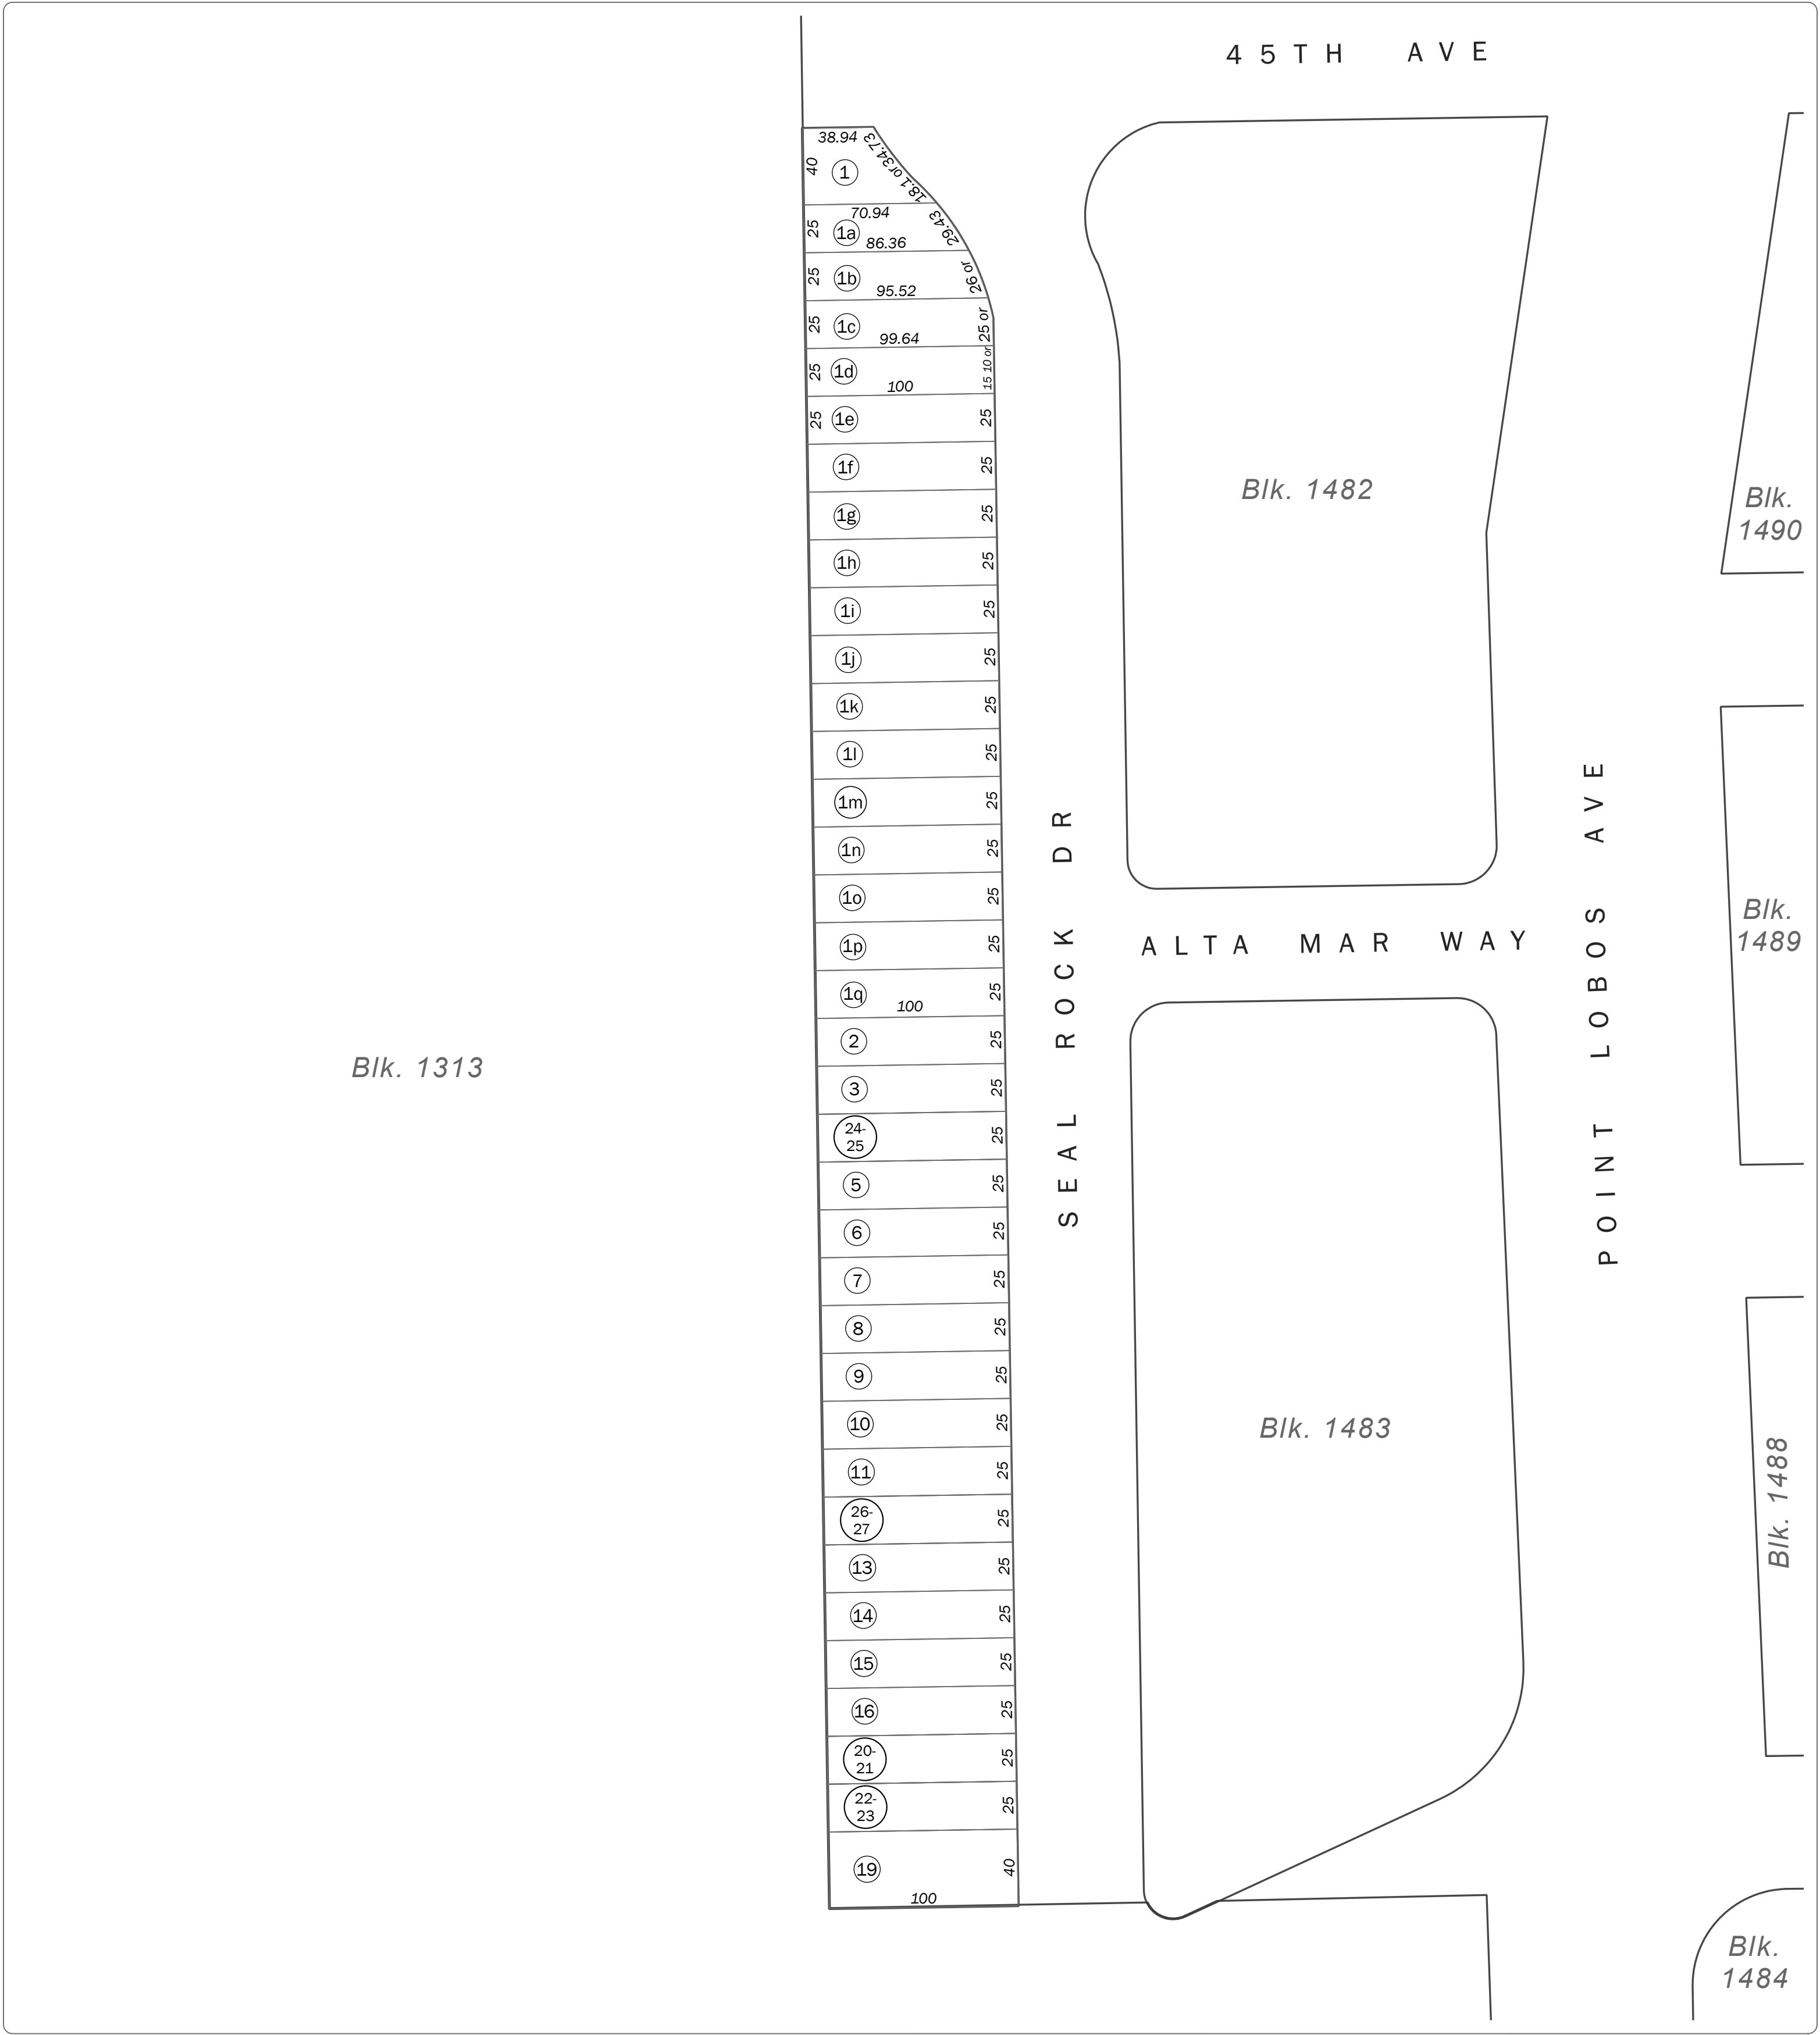 45TH AVE
38.94
34.73
40
1
18.1 or
70.94
29.43
25
1a
86.36
26 or
25
1b
95.52
25 or
25
1c
99.64
10 or
25
1d
15
100
25
1e
25
1f
25
1g
25
1h
25
1i
25
1j
25
1k
25
1l
25
1m
25
1n
25
1o
25
1p
25
1q
25
100
2
25
3
25
24-
25
25
5
25
6
25
7
25
8
25
9
25
10
25
11
25
26-
27
25
13
25
14
25
15
25
16
25
20-
21
25
22-
23
25
19
40
100
SEAL ROCK DR
ALTA MAR WAY
POINT LOBOS AVE
Blk. 1313
Blk. 1482
Blk. 1483
Blk.
1490
Blk.
1489
Blk. 1488
Blk.
1484